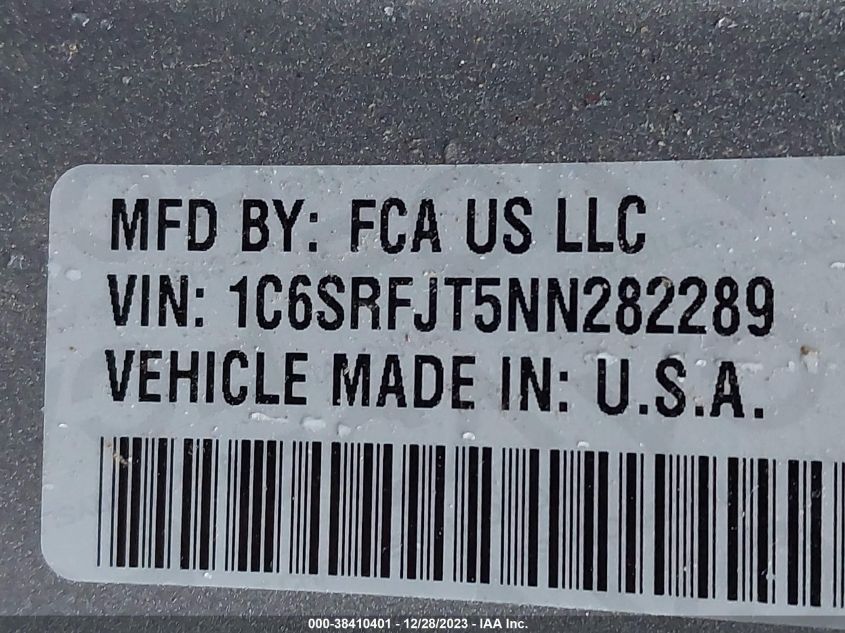 MFD BY: FCA US LLC
VIN: 1C6SRFJT5NN282289
VEHICLE MADE IN: U.S.A.
000-38410401 - 12/28/2023 - IAA Inc.